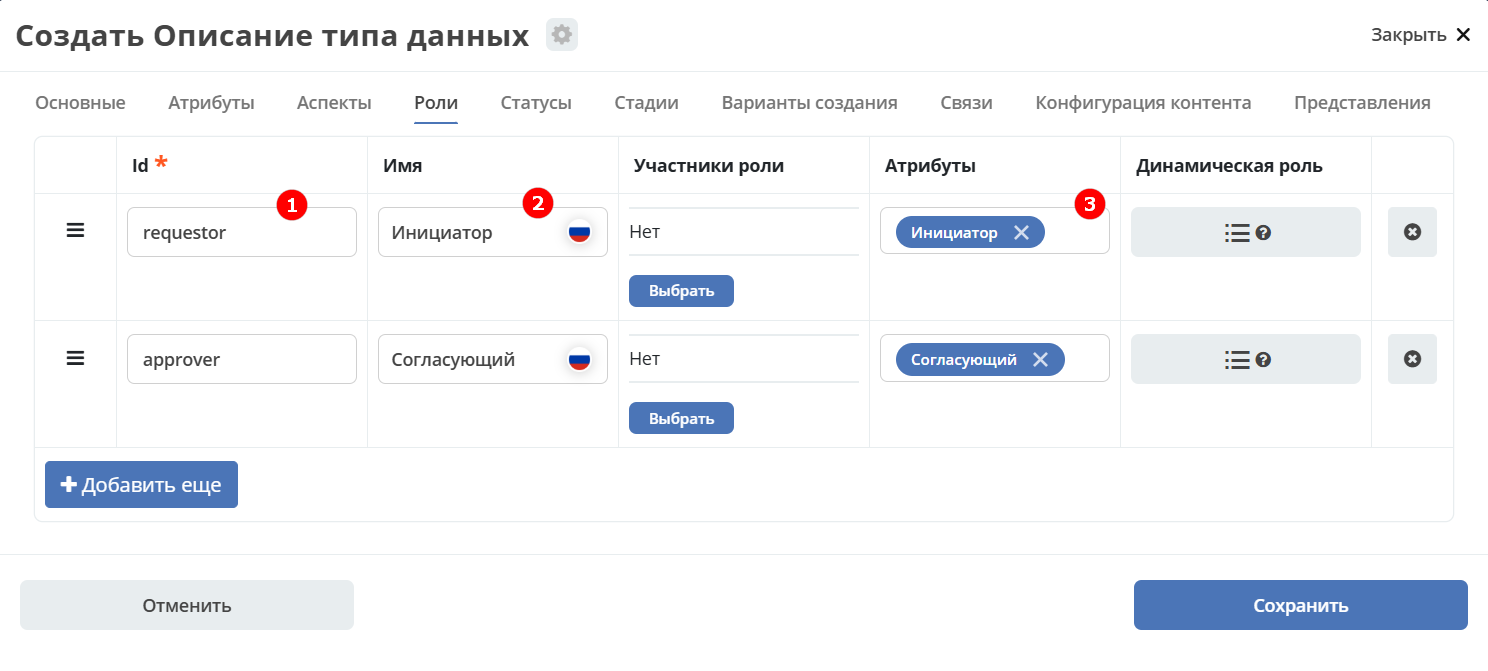 Создать Описание типа данных
Закрыть
Основные Атрибуты Аспекты Роли Статусы Стадии Варианты создания Связи Конфигурация контента Представления
Id * Имя Участники роли Атрибуты Динамическая роль
1 2 3
requestor Инициатор Нет Инициатор
Выбрать
approver Согласующий Нет Согласующий
Выбрать
Добавить еще
Отменить Сохранить